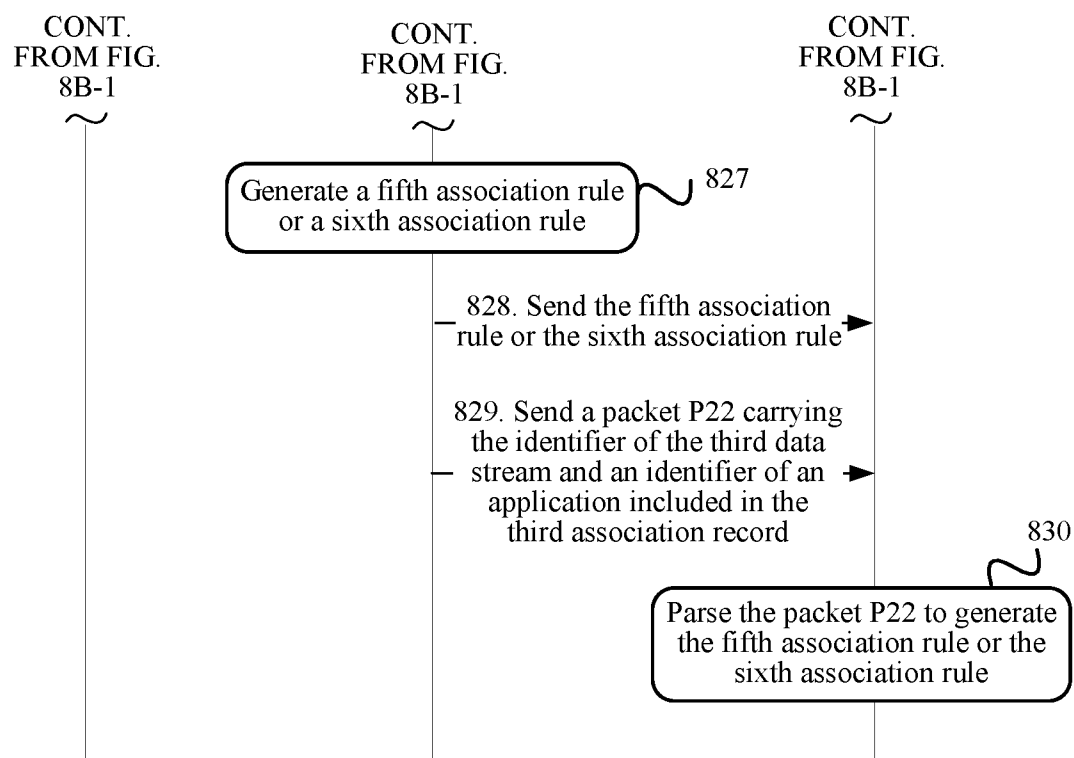 CONT.
FROM FIG.
8B-1
CONT.
FROM FIG.
8B-1
CONT.
FROM FIG.
8B-1
Generate a fifth association rule
or a sixth association rule
827
828. Send the fifth association
rule or the sixth association rule
829. Send a packet P22 carrying
the identifier of the third data
stream and an identifier of an
application included in the
third association record
830
Parse the packet P22 to generate
the fifth association rule or the
sixth association rule